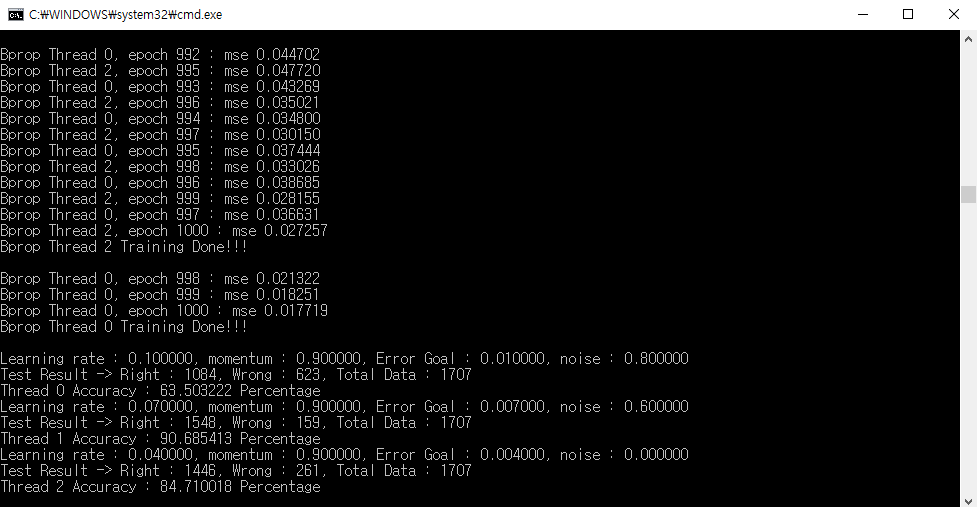 C:₩WINDOWS₩system32₩cmd.exe
Bprop Thread 0, epoch 992 : mse 0.044702
Bprop Thread 2, epoch 995 : mse 0.047720
Bprop Thread 0, epoch 993 : mse 0.043269
Bprop Thread 2, epoch 996 : mse 0.035021
Bprop Thread 0, epoch 994 : mse 0.034800
Bprop Thread 2, epoch 997 : mse 0.030150
Bprop Thread 0, epoch 995 : mse 0.037444
Bprop Thread 2, epoch 998 : mse 0.033026
Bprop Thread 0, epoch 996 : mse 0.038685
Bprop Thread 2, epoch 999 : mse 0.028155
Bprop Thread 0, epoch 997 : mse 0.036631
Bprop Thread 2, epoch 1000 : mse 0.027257
Bprop Thread 2 Training Done!!!
Bprop Thread 0, epoch 998 : mse 0.021322
Bprop Thread 0, epoch 999 : mse 0.018251
Bprop Thread 0, epoch 1000 : mse 0.017719
Bprop Thread 0 Training Done!!!
Learning rate : 0.100000, momentum : 0.900000, Error Goal : 0.010000, noise : 0.800000
Test Result -> Right : 1084, Wrong : 623, Total Data : 1707
Thread 0 Accuracy : 63.503222 Percentage
Learning rate : 0.070000, momentum : 0.900000, Error Goal : 0.007000, noise : 0.600000
Test Result -> Right : 1548, Wrong : 159, Total Data : 1707
Thread 1 Accuracy : 90.685413 Percentage
Learning rate : 0.040000, momentum : 0.900000, Error Goal : 0.004000, noise : 0.000000
Test Result -> Right : 1446, Wrong : 261, Total Data : 1707
Thread 2 Accuracy : 84.710018 Percentage